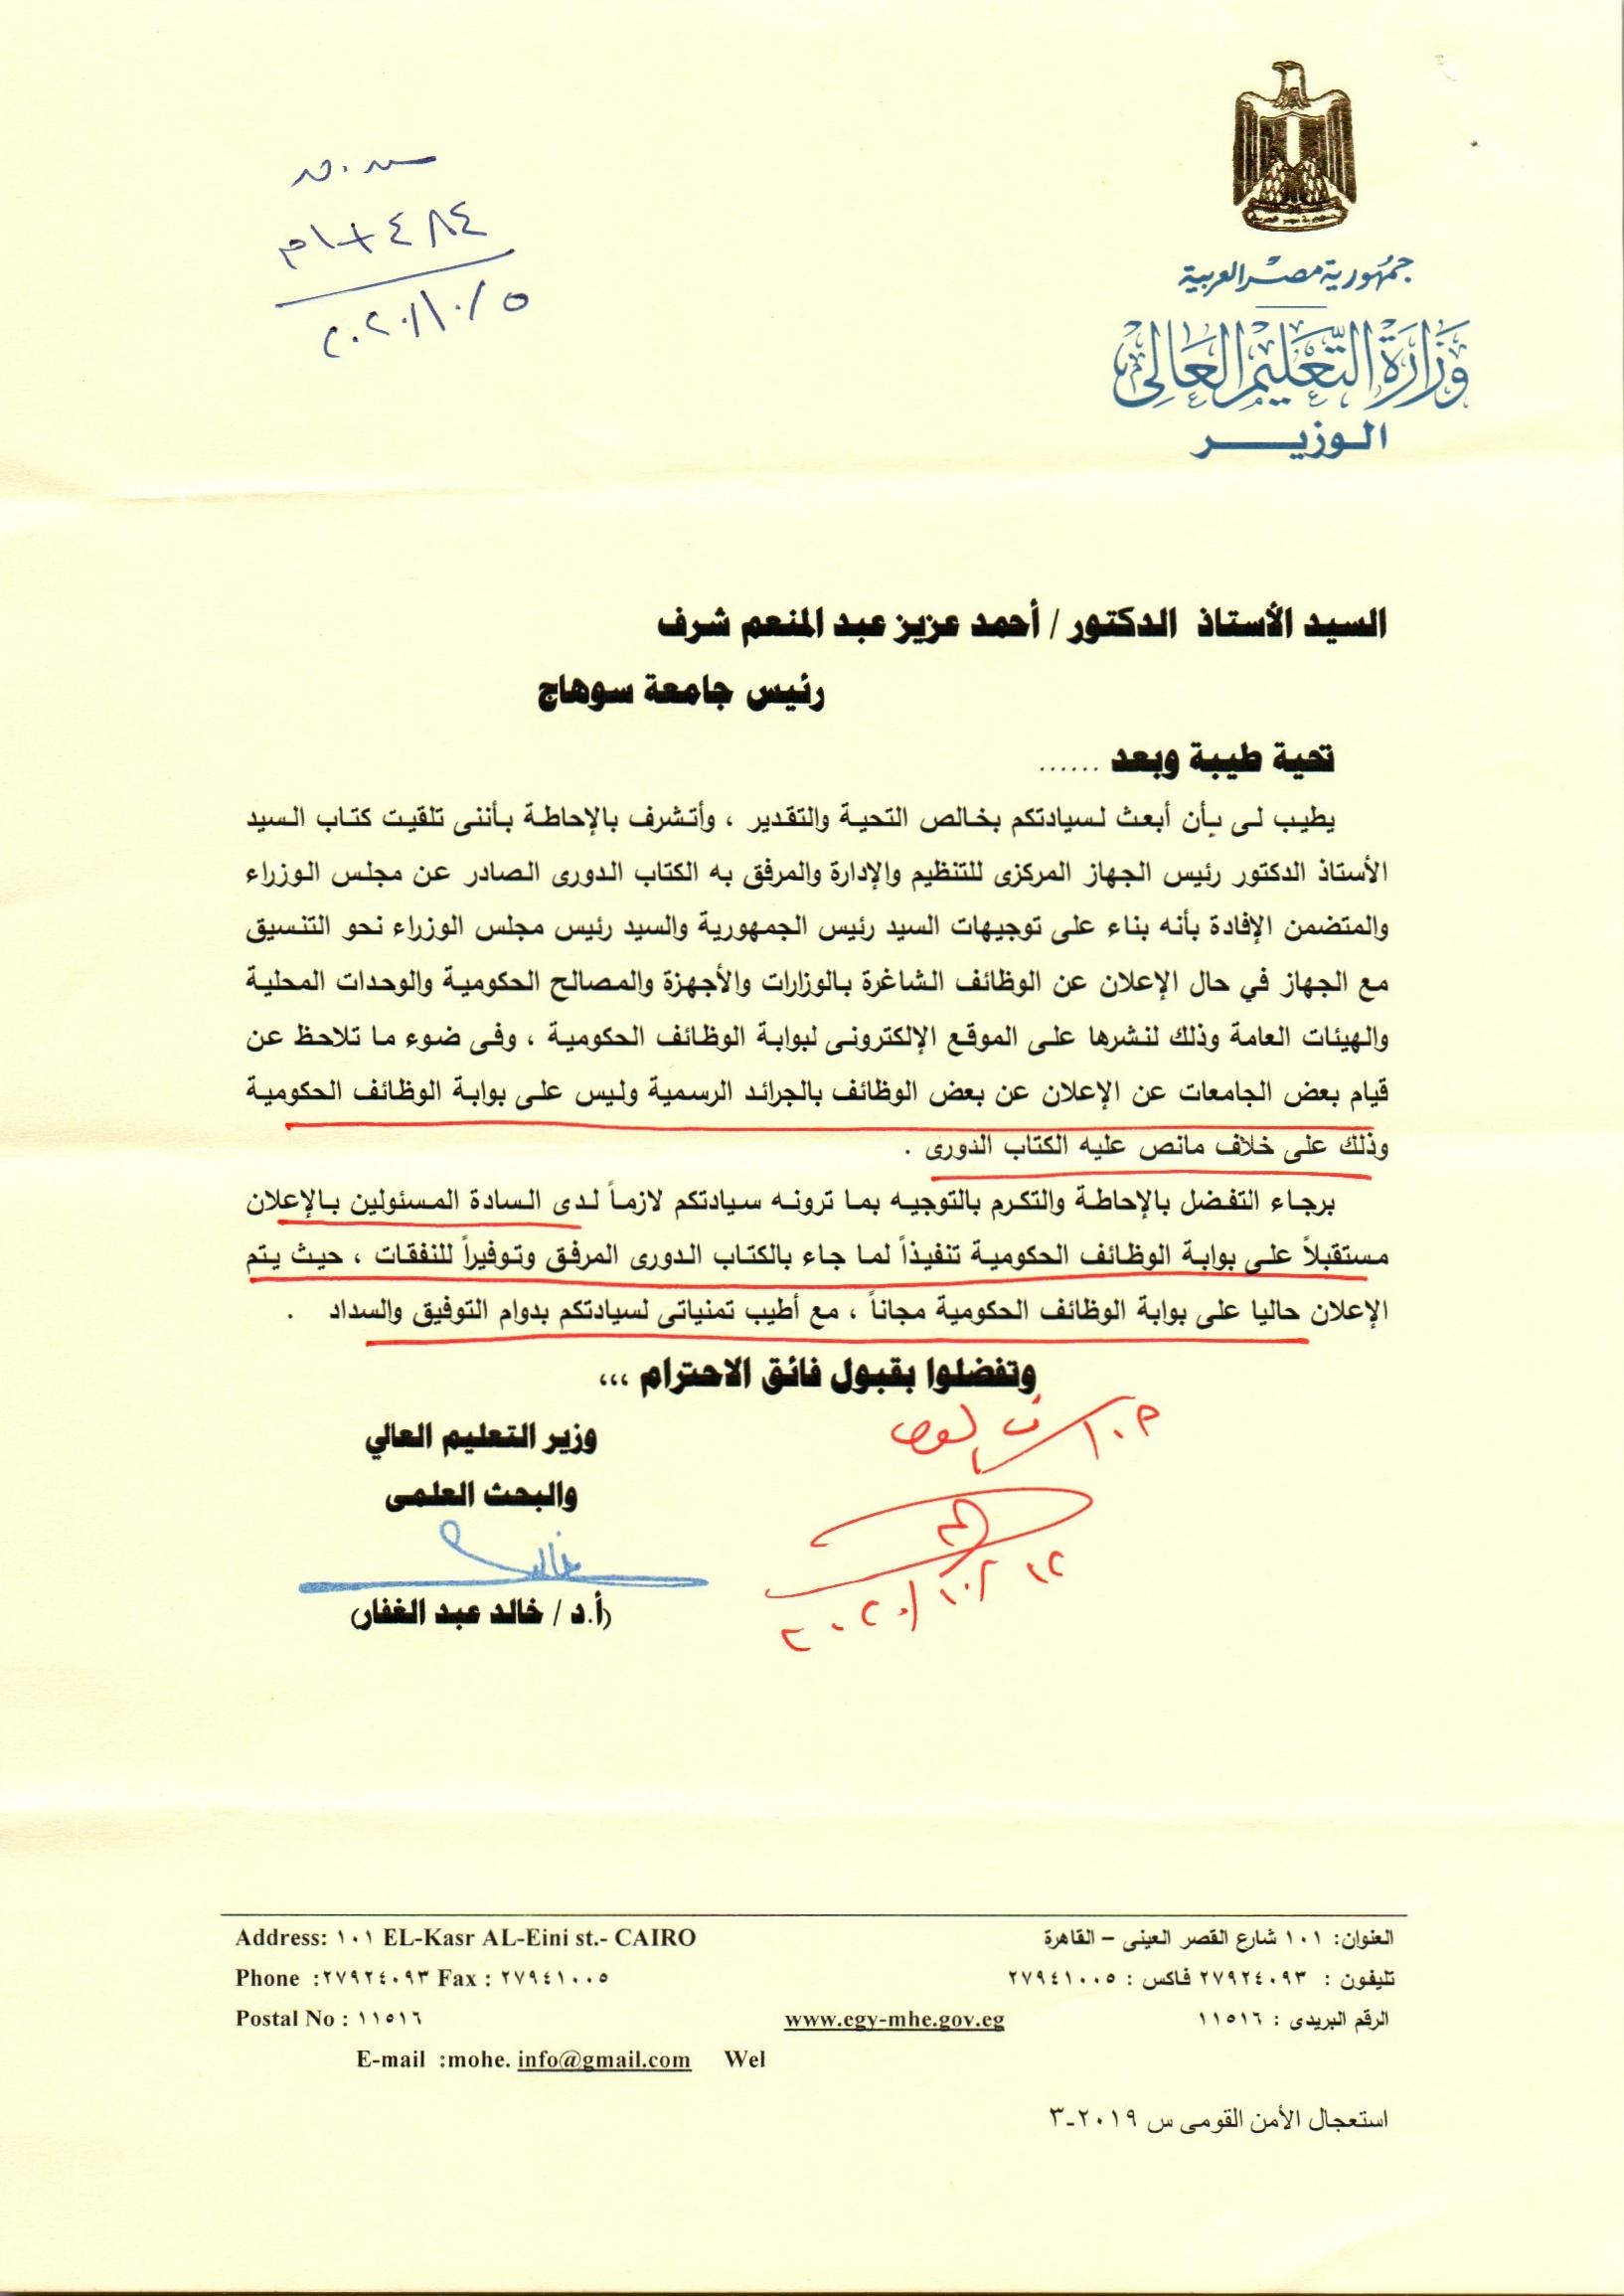 جمهورية مصر العربية
وزارة التعليم العالى
الوزير
٢٠٢٠/١٠/٥
السيد الأستاذ الدكتور / أحمد عزيز عبد المنعم شرف
رئيس جامعة سوهاج
تحية طيبة وبعد ......
يطيب لى بأن أبعث لسيادتكم بخالص التحية والتقدير ، وأتشرف بالإحاطة بأننى تلقيت كتاب السيد
الأستاذ الدكتور رئيس الجهاز المركزى للتنظيم والإدارة والمرفق به الكتاب الدورى الصادر عن مجلس الوزراء
والمتضمن الإفادة بأنه بناء على توجيهات السيد رئيس الجمهورية والسيد رئيس مجلس الوزراء نحو التنسيق
مع الجهاز في حال الإعلان عن الوظائف الشاغرة بالوزارات والأجهزة والمصالح الحكومية والوحدات المحلية
والهيئات العامة وذلك لنشرها على الموقع الإلكترونى لبوابة الوظائف الحكومية ، وفى ضوء ما تلاحظ عن
قيام بعض الجامعات عن الإعلان عن بعض الوظائف بالجرائد الرسمية وليس على بوابة الوظائف الحكومية
وذلك على خلاف مانص عليه الكتاب الدورى .
برجاء التفضل بالإحاطة والتكرم بالتوجيه بما ترونه سيادتكم لازماً لدى السادة المسئولين بالإعلان
مستقبلاً على بوابة الوظائف الحكومية تنفيذاً لما جاء بالكتاب الدورى المرفق وتوفيراً للنفقات ، حيث يتم
الإعلان حاليا على بوابة الوظائف الحكومية مجاناً ، مع أطيب تمنياتى لسيادتكم بدوام التوفيق والسداد .
وتفضلوا بقبول فائق الاحترام ،،،
وزير التعليم العالي
والبحث العلمى
خالد
(أ.د / خالد عبد الغفار)
٢٠٢٠/١٠/١٢
العنوان: ١٠١ شارع القصر العينى – القاهرة
Address: ١٠١ EL-Kasr AL-Eini st.- CAIRO
تليفون : ٢٧٩٢٤٠٩٣ فاكس : ٢٧٩٤١٠٠٥
Phone :٢٧٩٢٤٠٩٣ Fax : ٢٧٩٤١٠٠٥
الرقم البريدى : ١١٥١٦
www.egy-mhe.gov.eg
Postal No : ١١٥١٦
E-mail :mohe. info@gmail.com Wel
استعجال الأمن القومى س ٢٠١٩-٣